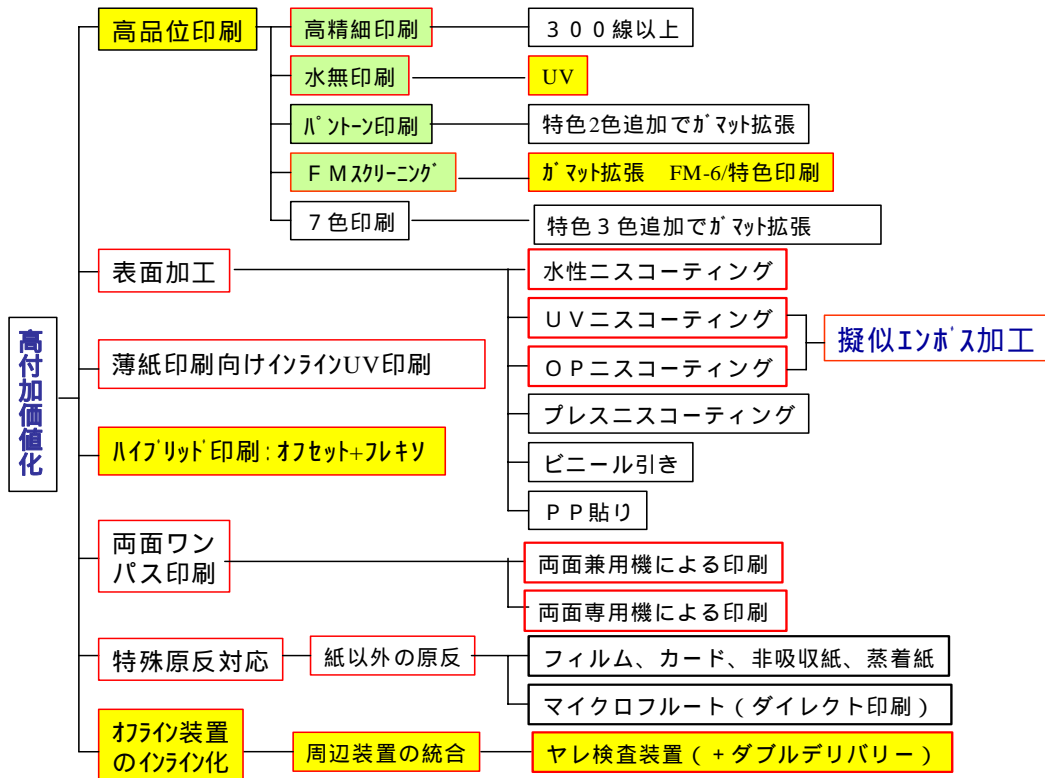 高付加価値化
高品位印刷
高精細印刷
３００線以上
水無印刷
UV
ﾊﾟﾝﾄｰﾝ印刷
特色2色追加でｶﾞﾏｯﾄ拡張
ＦＭｽｸﾘｰﾆﾝｸﾞ
ｶﾞﾏｯﾄ拡張　FM-6/特色印刷
７色印刷
特色３色追加でｶﾞﾏｯﾄ拡張
表面加工
水性ニスコーティング
ＵＶニスコーティング
ＯＰニスコーティング
擬似ｴﾝﾎﾞｽ加工
プレスニスコーティング
ビニール引き
ＰＰ貼り
薄紙印刷向けｲﾝﾗｲﾝUV印刷
ﾊｲﾌﾞﾘｯﾄﾞ印刷：ｵﾌｾｯﾄ+ﾌﾚｷｿ
両面ワン
パス印刷
両面兼用機による印刷
両面専用機による印刷
特殊原反対応
紙以外の原反
フィルム、カード、非吸収紙、蒸着紙
マイクロフルート（ダイレクト印刷）
ｵﾌﾗｲﾝ装置
のｲﾝﾗｲﾝ化
周辺装置の統合
ヤレ検査装置（＋ダブルデリバリー）